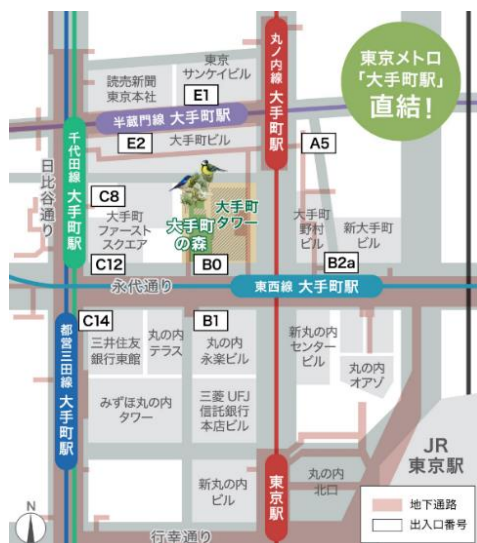 東京メトロ
「大手町駅」
直結！
東京
サンケイビル
読売新聞
東京本社
E1
半蔵門線 大手町駅
丸ノ内線 大手町駅
E2
大手町ビル
A5
千代田線 大手町駅
日比谷通り
C8
大手町
ファースト
スクエア
大手町
の森
大手町
タワー
大手町
野村
ビル
新大手町
ビル
C12
B0
B2a
永代通り
東西線 大手町駅
C14
B1
都営三田線 大手町駅
三井住友
銀行東館
丸の内
テラス
丸の内
永楽ビル
新丸の内
センター
ビル
丸の内
オアゾ
みずほ丸の内
タワー
三菱 UFJ
信託銀行
本店ビル
JR
東京駅
新丸の内
ビル
東京駅
丸の内
北口
地下通路
出入口番号
N
行幸通り